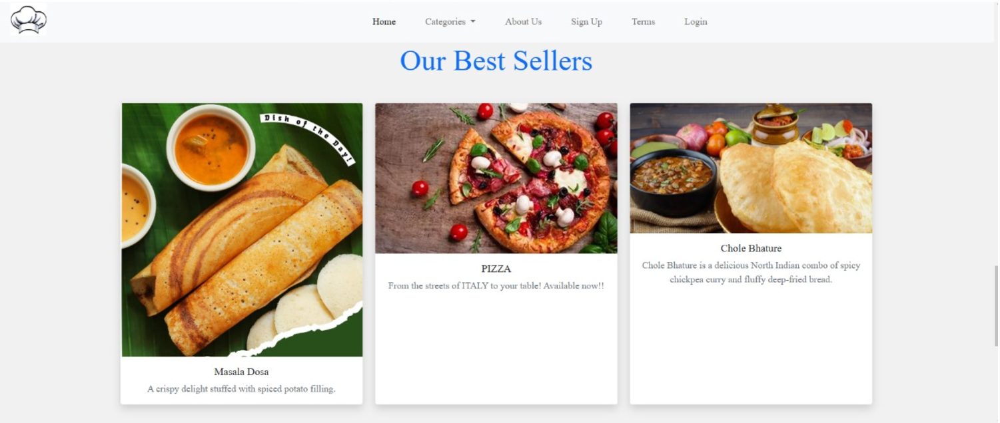 Home Categories About Us Sign Up Terms Login
Our Best Sellers
Dish of the Day!
Masala Dosa
A crispy delight stuffed with spiced potato filling.
PIZZA
From the streets of ITALY to your table! Available now!!
Chole Bhature
Chole Bhature is a delicious North Indian combo of spicy
chickpea curry and fluffy deep-fried bread.